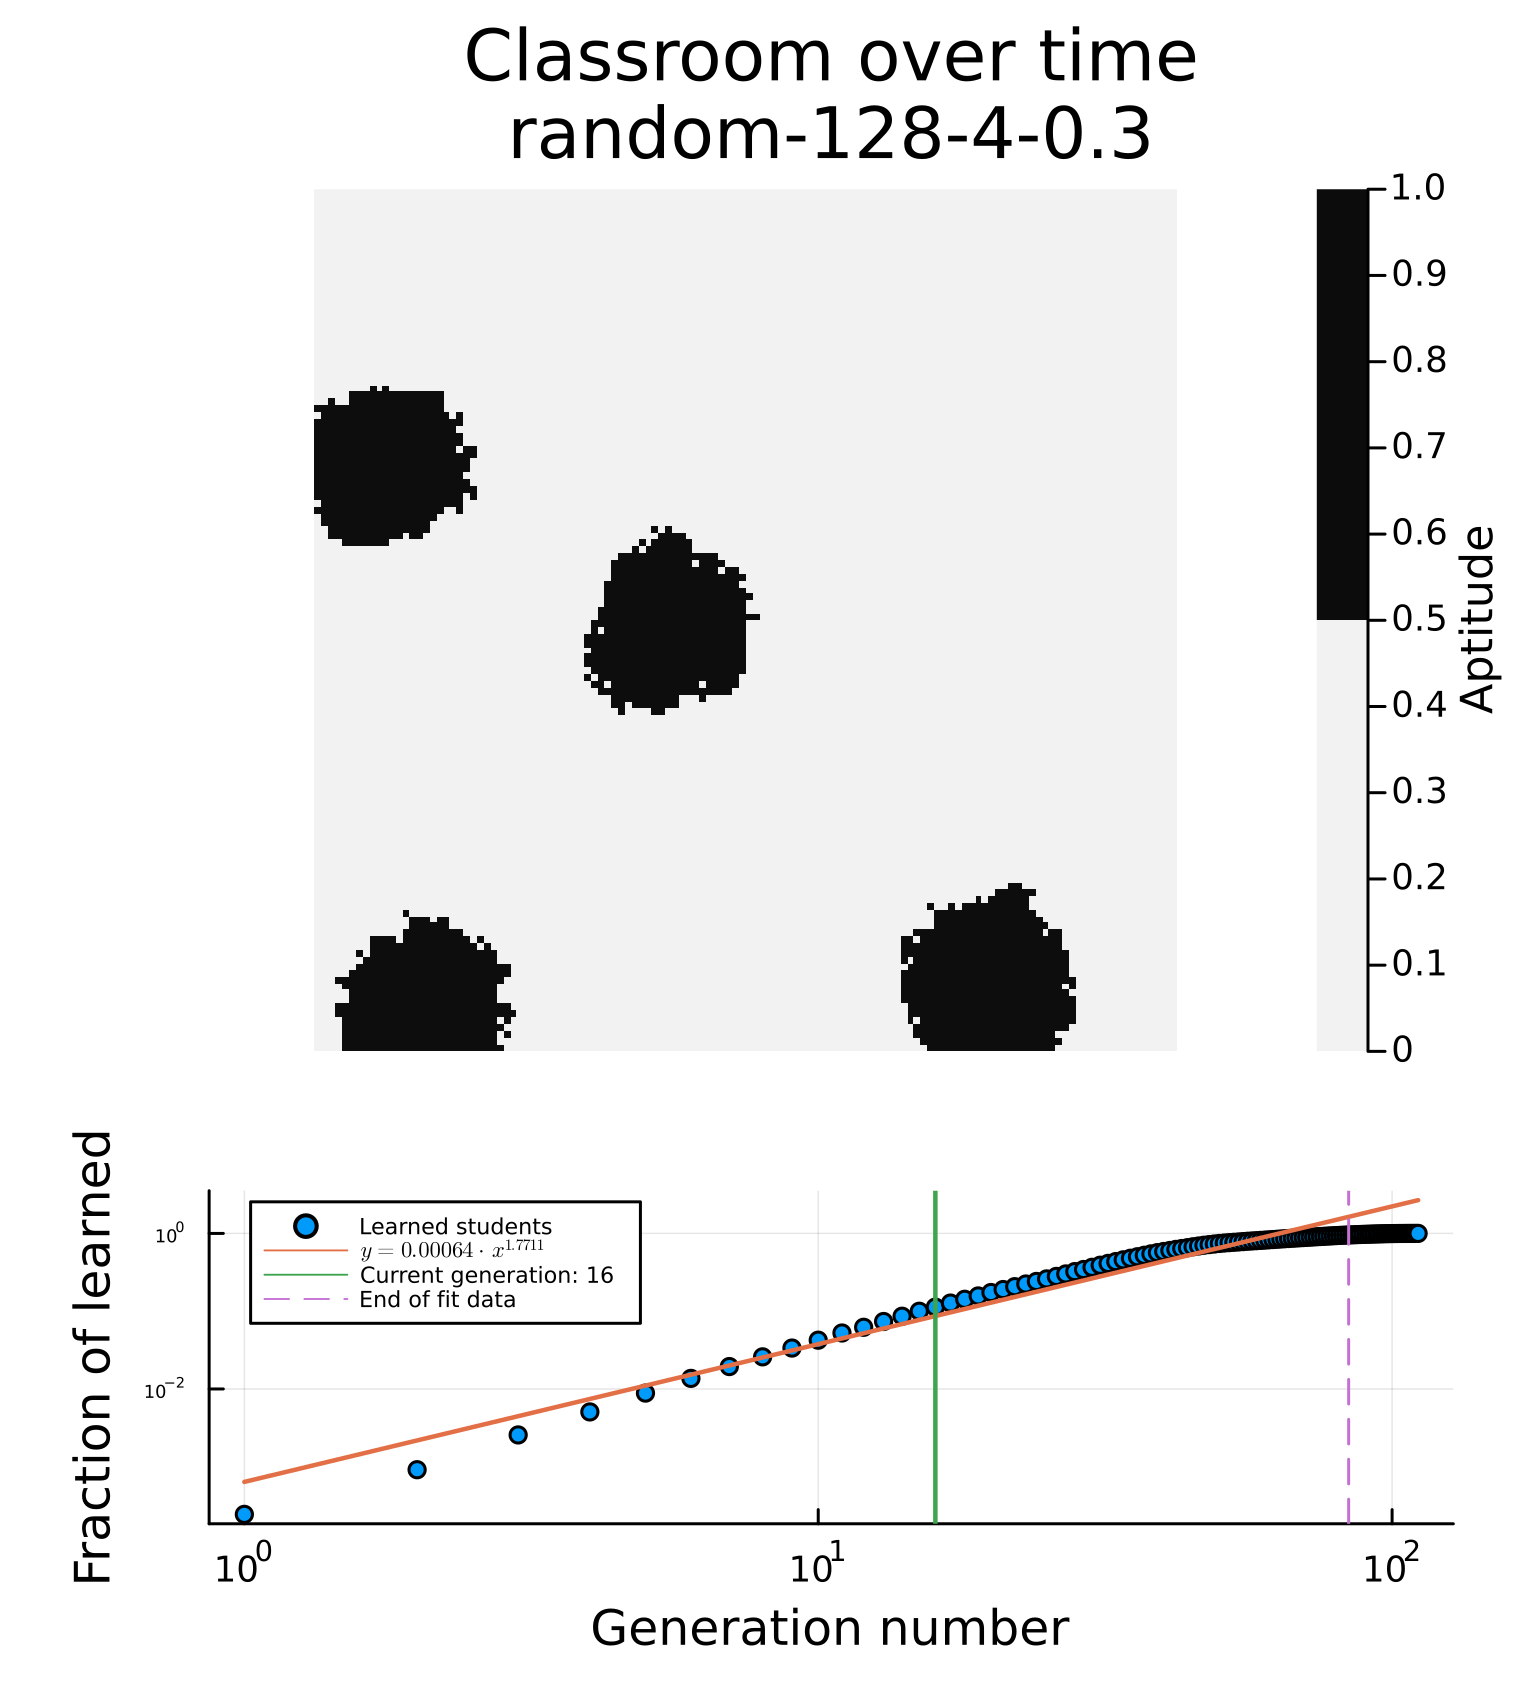 Classroom over time
random-128-4-0.3
1.0
0.9
0.8
0.7
0.6
0.5
0.4
0.3
0.2
0.1
0
Aptitude
Fraction of learned
10⁰
10⁻²
Learned students
y = 0.00064 · x^1.7711
Current generation: 16
End of fit data
10⁰
10¹
10²
Generation number